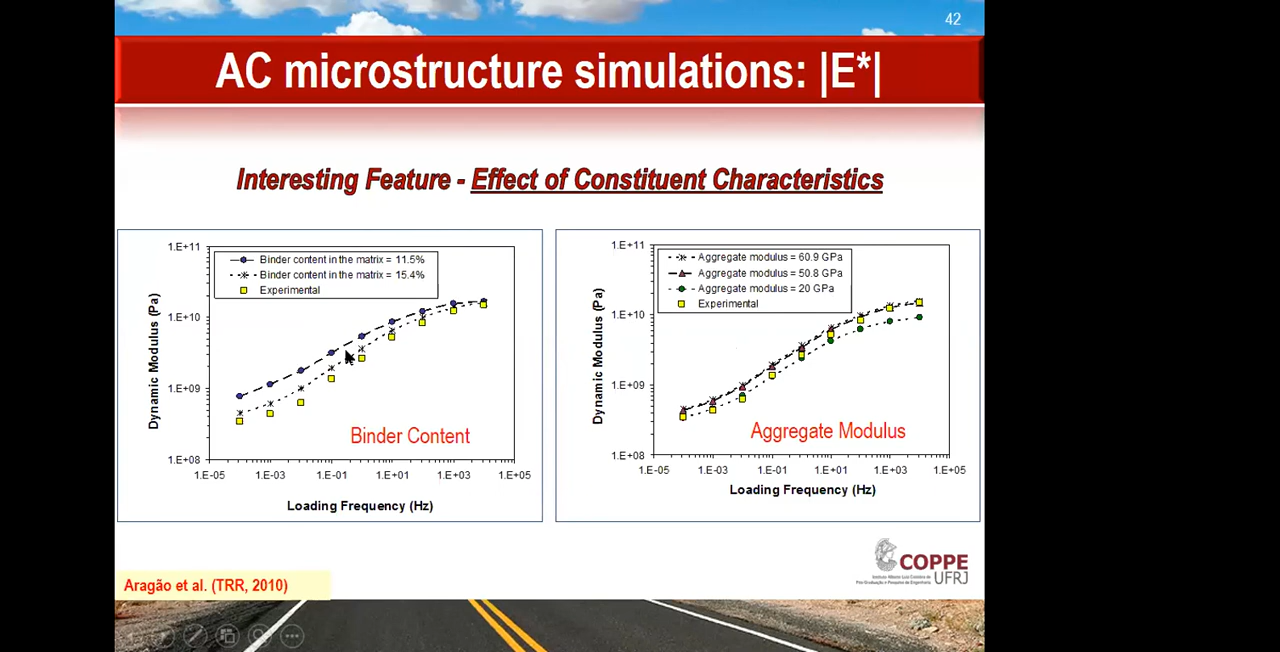 42
AC microstructure simulations: |E*|
Interesting Feature - Effect of Constituent Characteristics
1.E+11
1.E+10
1.E+09
1.E+08
Dynamic Modulus (Pa)
Binder content in the matrix = 11.5%
Binder content in the matrix = 15.4%
Experimental
Binder Content
1.E-05 1.E-03 1.E-01 1.E+01 1.E+03 1.E+05
Loading Frequency (Hz)
1.E+11
1.E+10
1.E+09
1.E+08
Dynamic Modulus (Pa)
Aggregate modulus = 60.9 GPa
Aggregate modulus = 50.8 GPa
Aggregate modulus = 20 GPa
Experimental
Aggregate Modulus
1.E-05 1.E-03 1.E-01 1.E+01 1.E+03 1.E+05
Loading Frequency (Hz)
COPPE
UFRJ
Aragão et al. (TRR, 2010)